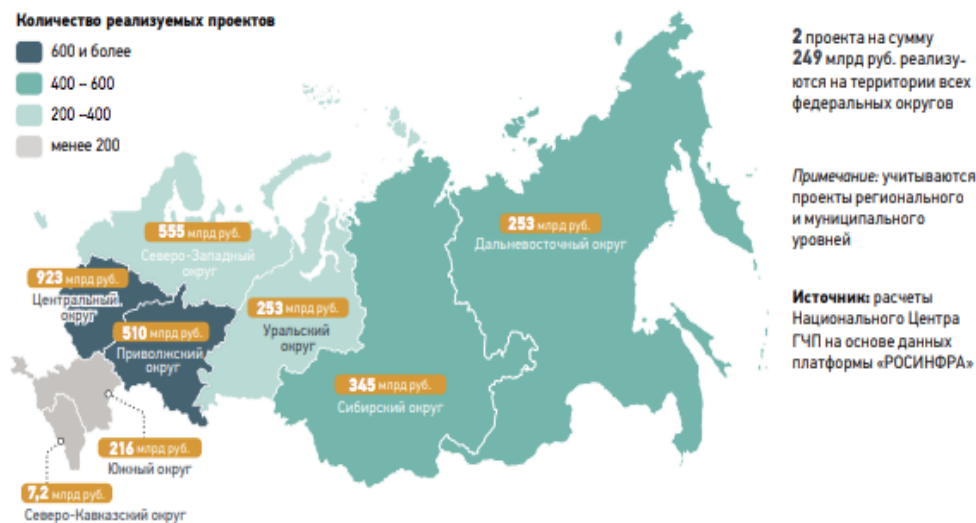 Количество реализуемых проектов
600 и более
400 – 600
200 –400
менее 200
2 проекта на сумму
249 млрд руб. реализу-
ются на территории всех
федеральных округов
Примечание: учитываются
проекты регионального
и муниципального
уровней
Источник: расчеты
Национального Центра
ГЧП на основе данных
платформы «РОСИНФРА»
555 млрд руб.
Северо-Западный
округ
923 млрд руб.
Центральный
округ
510 млрд руб.
Приволжский
округ
253 млрд руб.
Уральский
округ
253 млрд руб.
Дальневосточный округ
345 млрд руб.
Сибирский округ
216 млрд руб.
Южный округ
7,2 млрд руб.
Северо-Кавказский округ